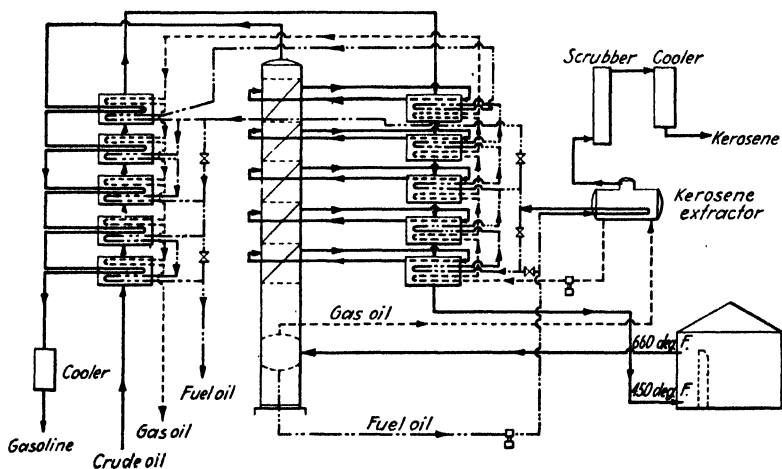 Scrubber
Cooler
Kerosene
Kerosene
extractor
Gas oil
660 deg. F.
450 deg. F.
Cooler
Fuel oil
Fuel oil
Gasoline
Gas oil
Crude oil